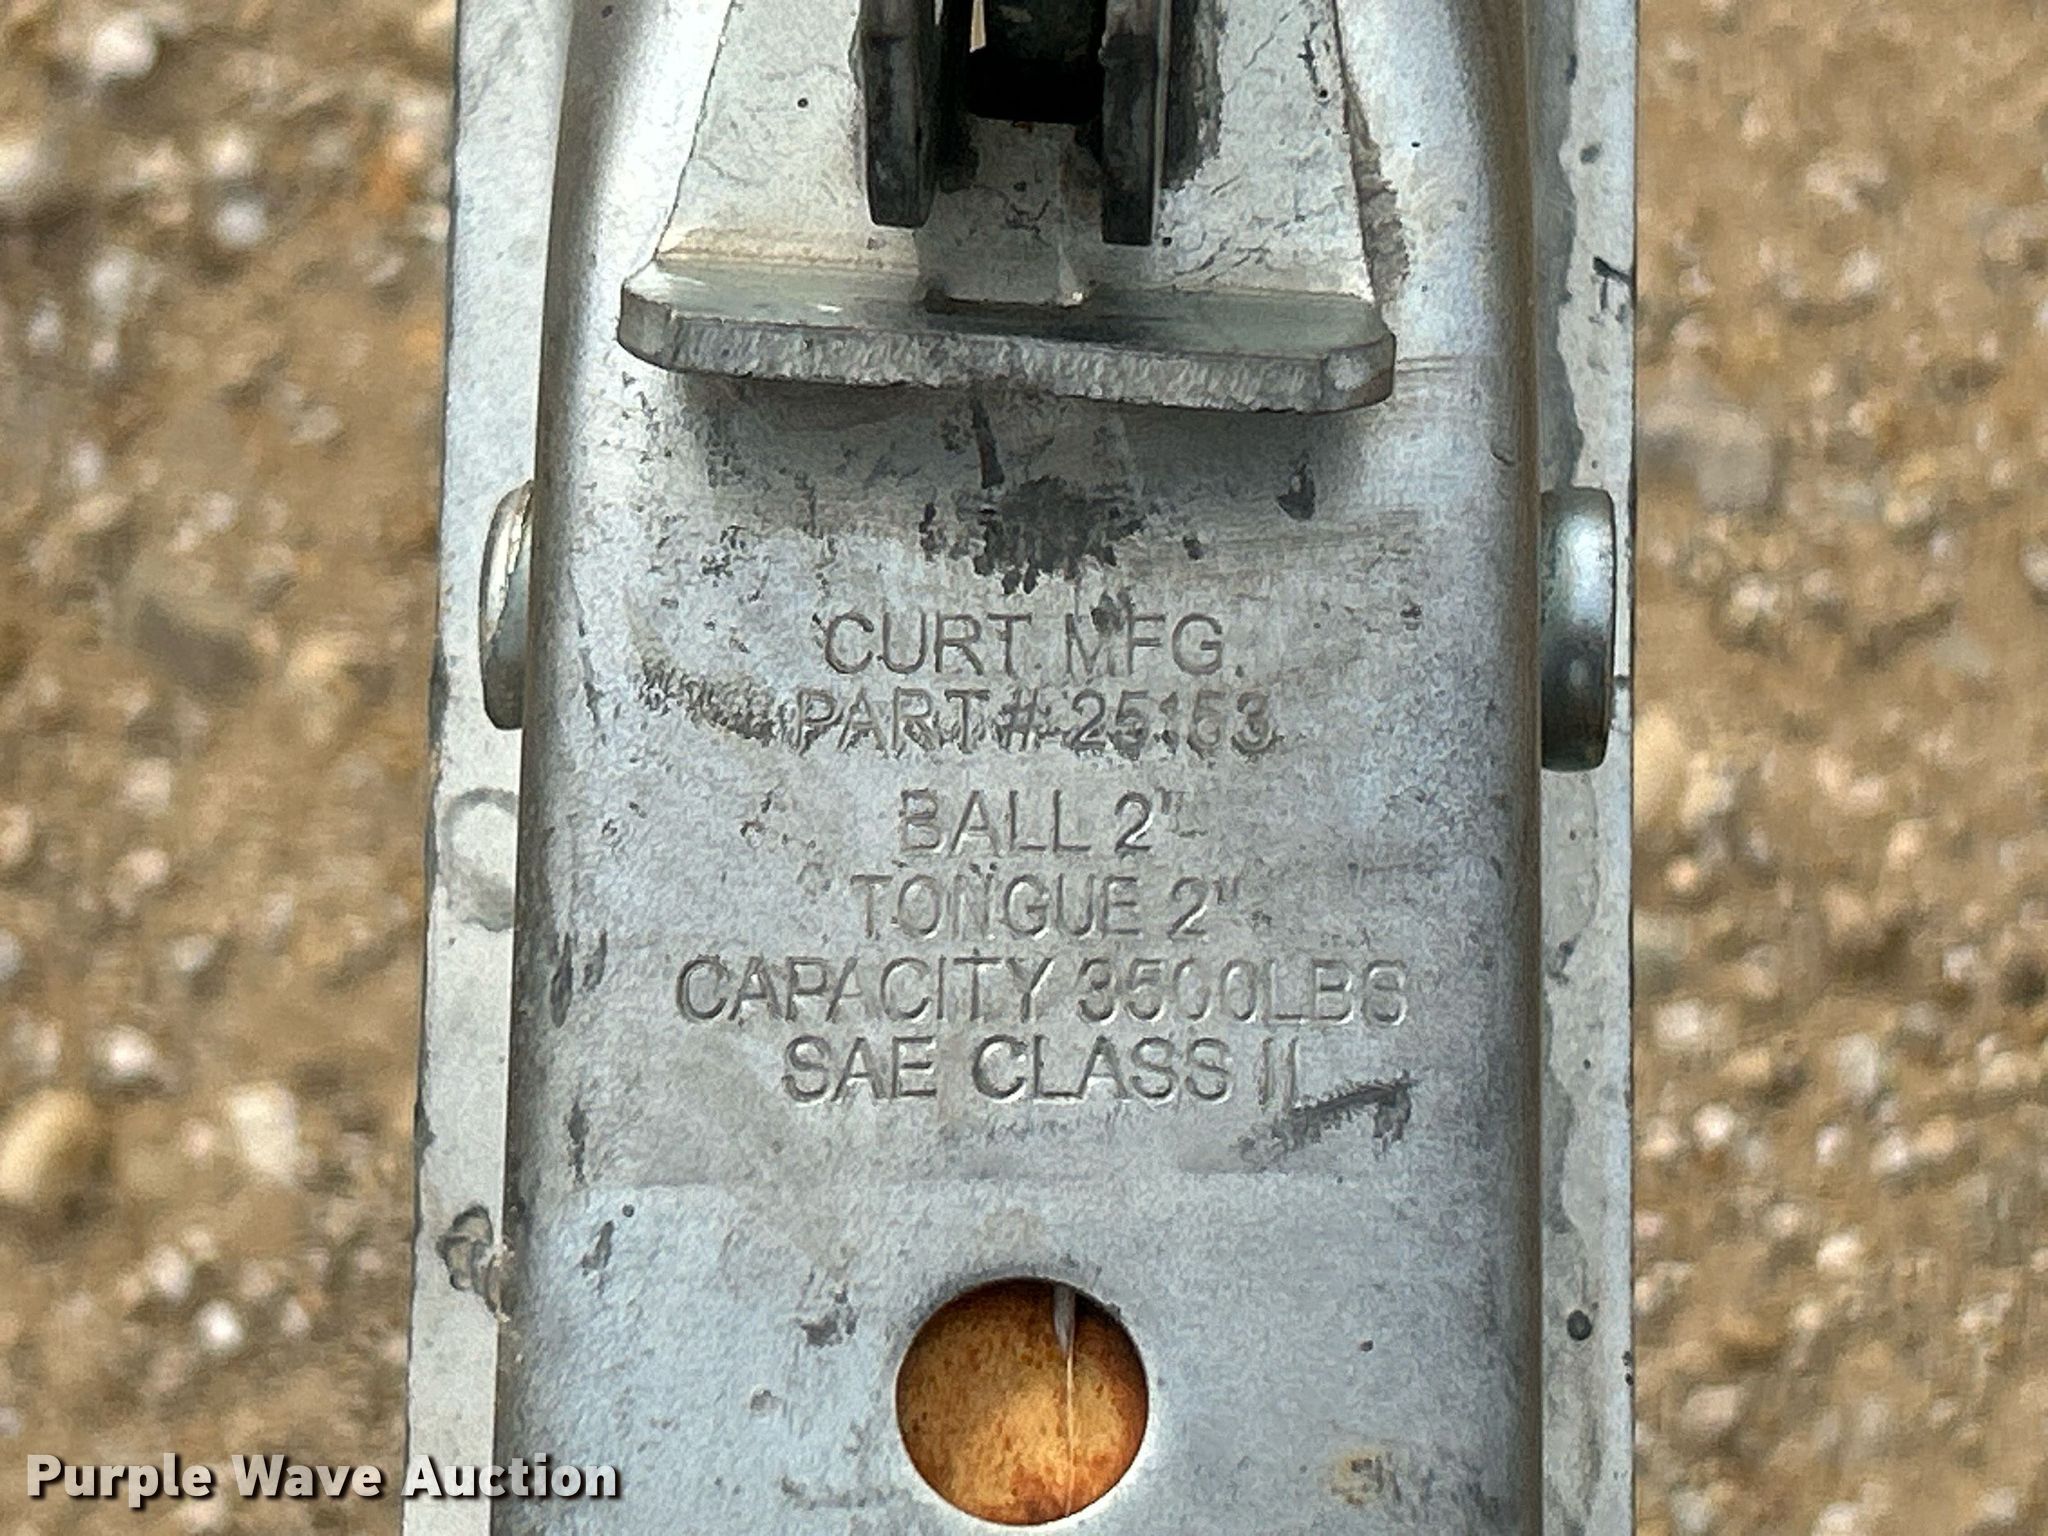 CURT MFG.
PART # 25153
BALL 2"
TONGUE 2"
CAPACITY 3500LBS
SAE CLASS II
Purple Wave Auction